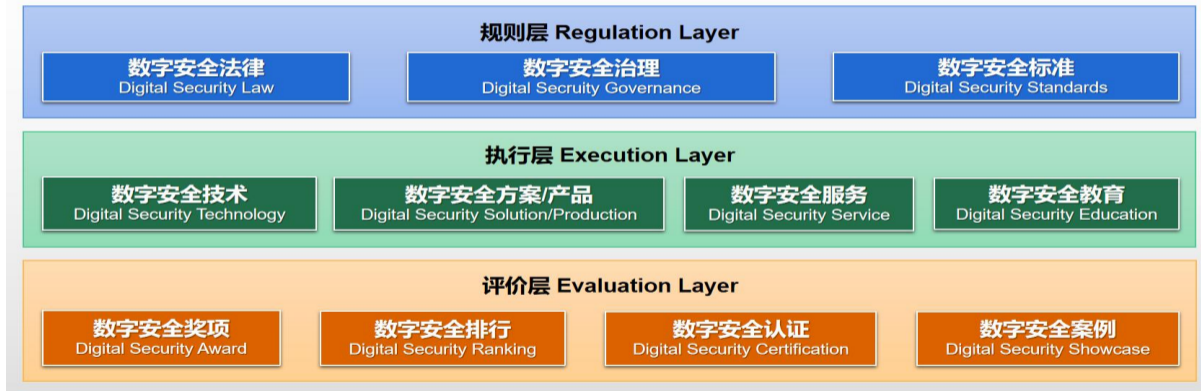 规则层 Regulation Layer
数字安全法律
Digital Security Law
数字安全治理
Digital Secruity Governance
数字安全标准
Digital Security Standards
执行层 Execution Layer
数字安全技术
Digital Security Technology
数字安全方案/产品
Digital Security Solution/Production
数字安全服务
Digital Security Service
数字安全教育
Digital Security Education
评价层 Evaluation Layer
数字安全奖项
Digital Security Award
数字安全排行
Digital Security Ranking
数字安全认证
Digital Security Certification
数字安全案例
Digital Security Showcase